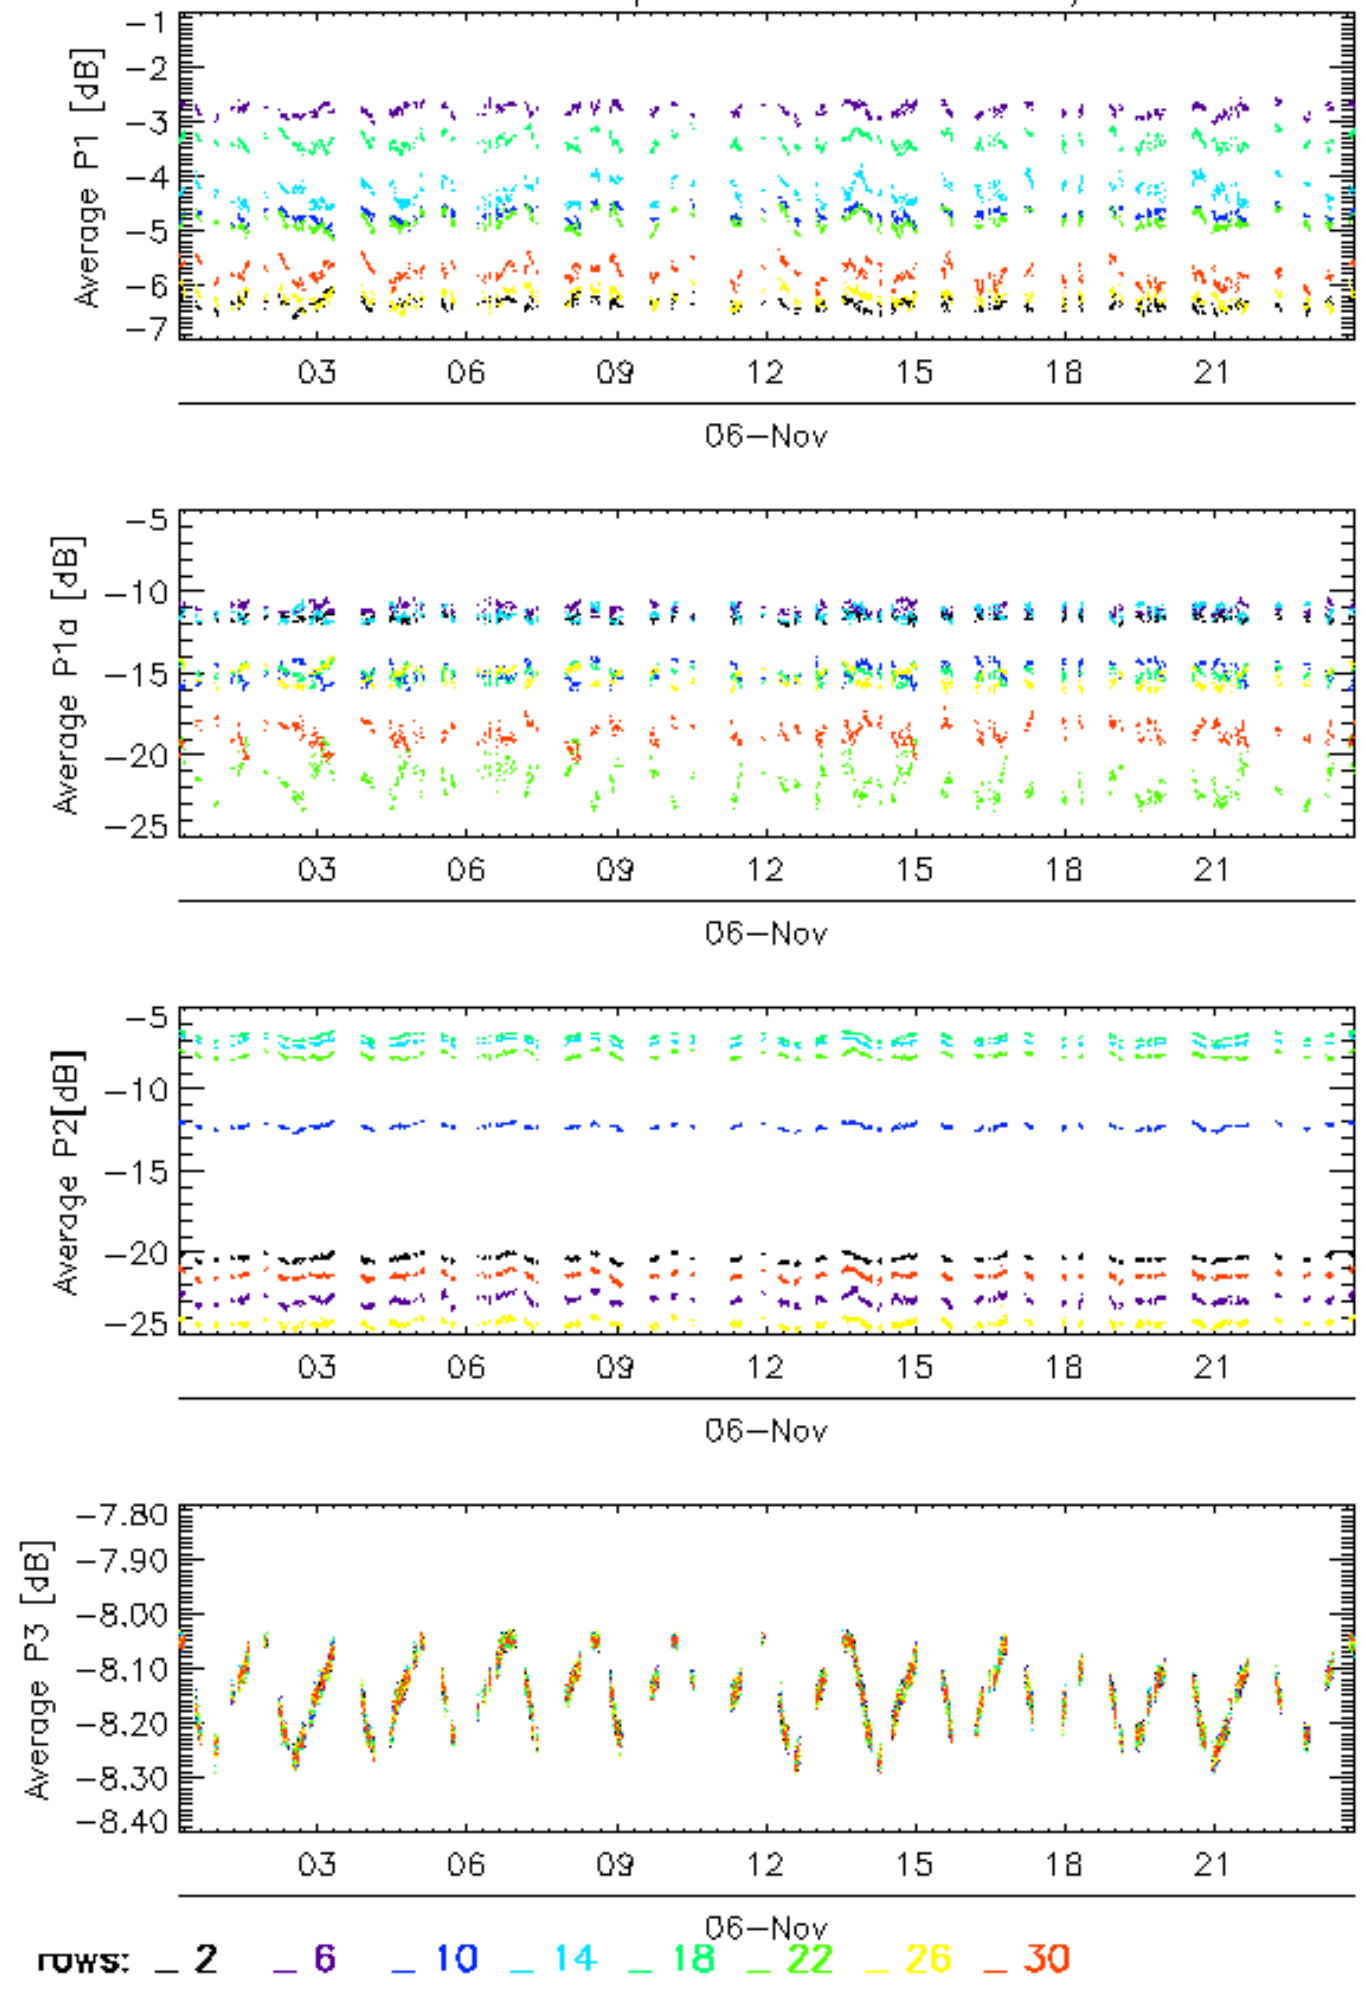 -1
-2
-3
-4
-5
-6
-7
Average P1 [dB]
03 06 09 12 15 18 21
06-Nov
-5
-10
-15
-20
-25
Average P1a [dB]
03 06 09 12 15 18 21
06-Nov
-5
-10
-15
-20
-25
Average P2[dB]
03 06 09 12 15 18 21
06-Nov
-7.80
-7.90
-8.00
-8.10
-8.20
-8.30
-8.40
Average P3 [dB]
03 06 09 12 15 18 21
06-Nov
rows: _ 2 _ 6 _ 10 _ 14 _ 18 _ 22 _ 26 _ 30